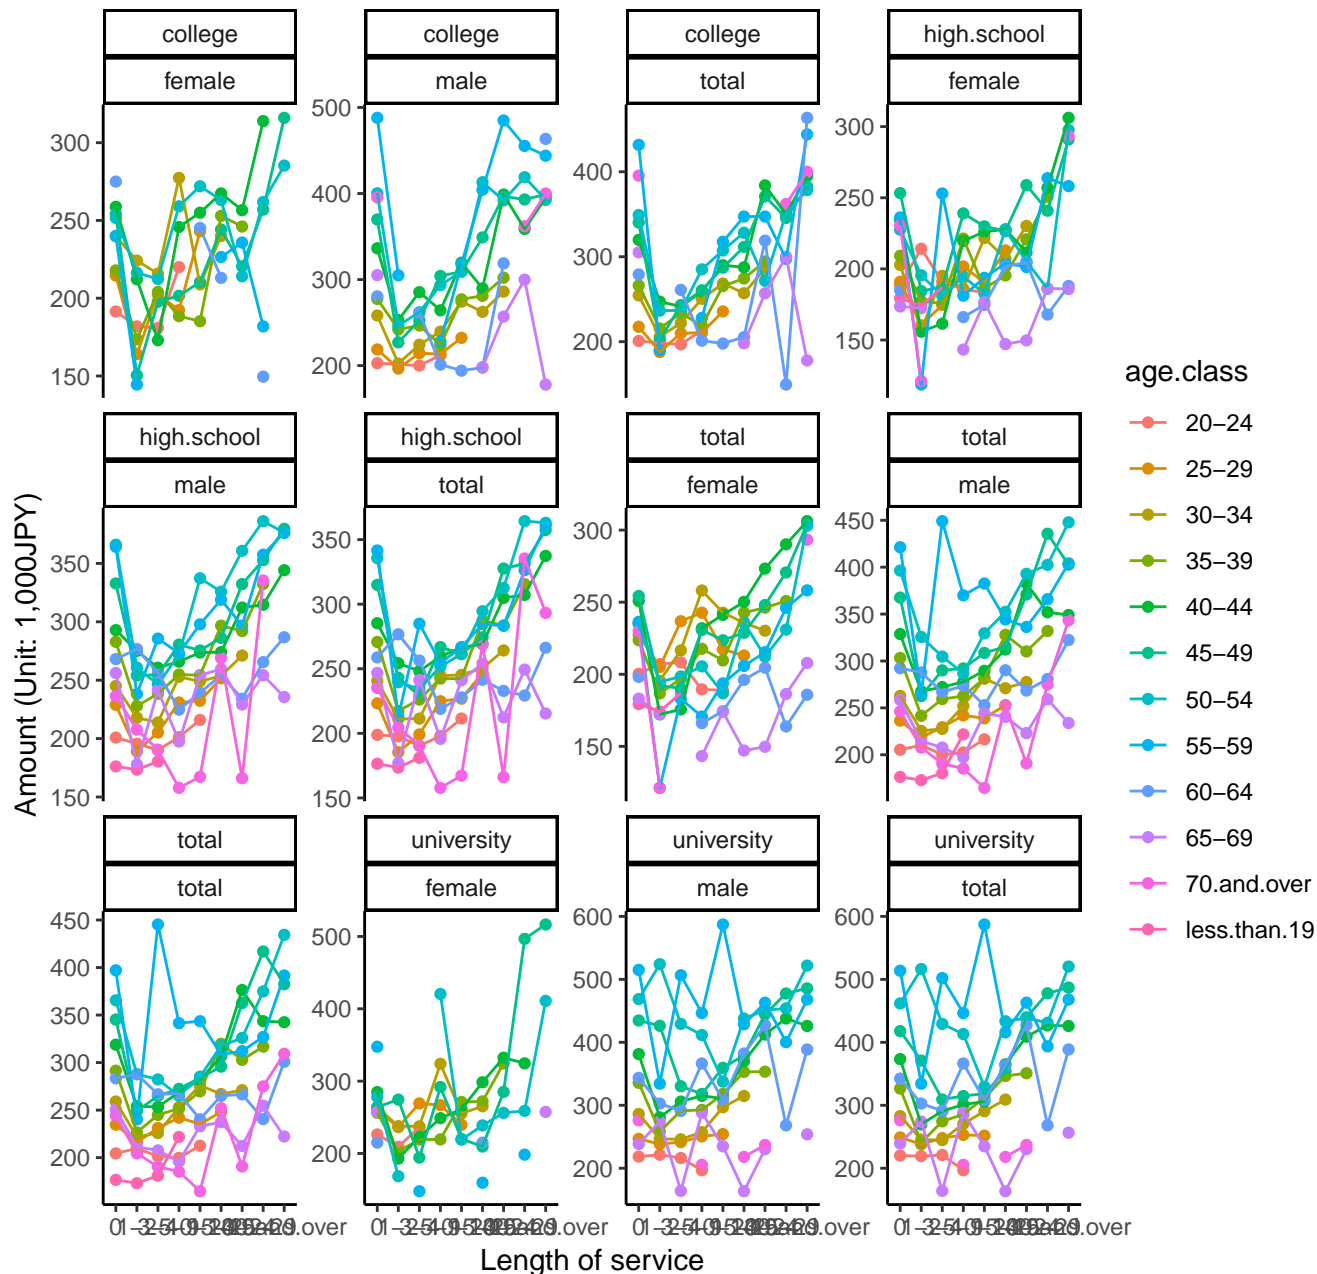 college
female
college
male
college
total
high.school
female
300
250
200
150
500
400
300
200
400
300
200
300
250
200
150
high.school
male
high.school
total
total
female
total
male
350
300
250
200
150
350
300
250
200
150
300
250
200
150
450
400
350
300
250
200
total
total
university
female
university
male
university
total
450
400
350
300
250
200
500
400
300
200
600
500
400
300
200
600
500
400
300
200
Amount (Unit: 1,000JPY)
Length of service
age.class
20−24
25−29
30−34
35−39
40−44
45−49
50−54
55−59
60−64
65−69
70.and.over
less.than.19